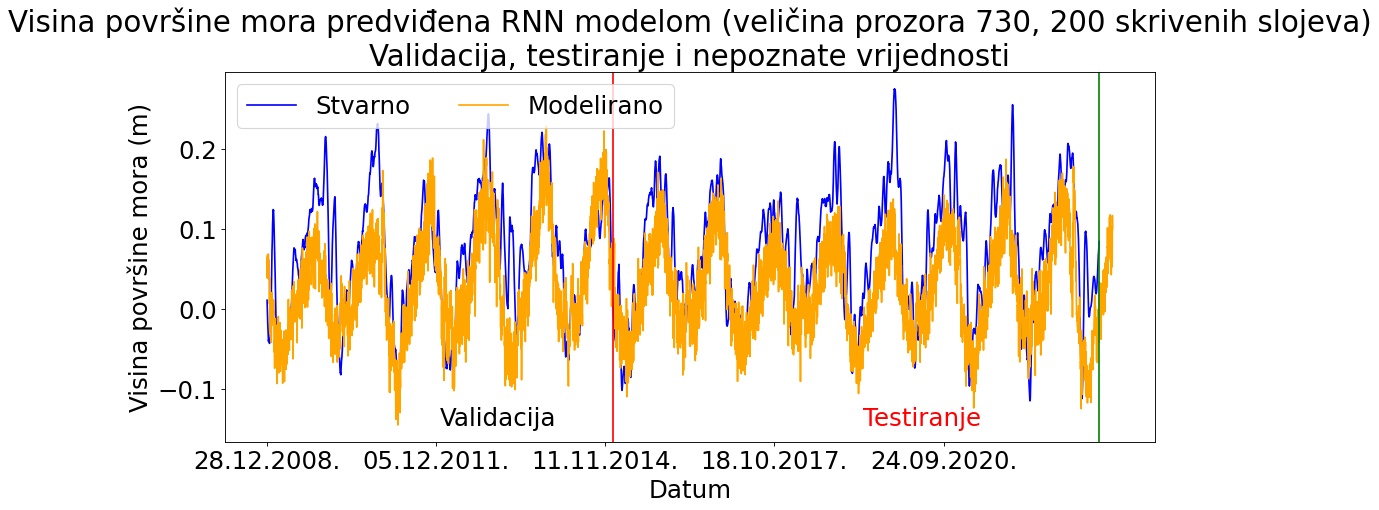 Visina površine mora predviđena RNN modelom (veličina prozora 730, 200 skrivenih slojeva)
Validacija, testiranje i nepoznate vrijednosti
Stvarno Modelirano
Visina površine mora (m)
0.2
0.1
0.0
−0.1
Validacija Testiranje
28.12.2008. 05.12.2011. 11.11.2014. 18.10.2017. 24.09.2020.
Datum